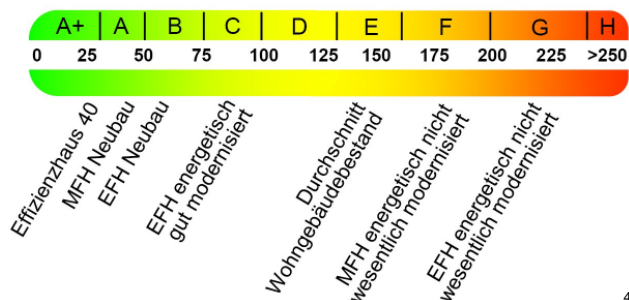 A+ A B C D E F G H
0 25 50 75 100 125 150 175 200 225 >250
Effizienzhaus 40
MFH Neubau
EFH Neubau
EFH energetisch
gut modernisiert
Durchschnitt
Wohngebäudebestand
MFH energetisch nicht
wesentlich modernisiert
EFH energetisch nicht
wesentlich modernisiert
4